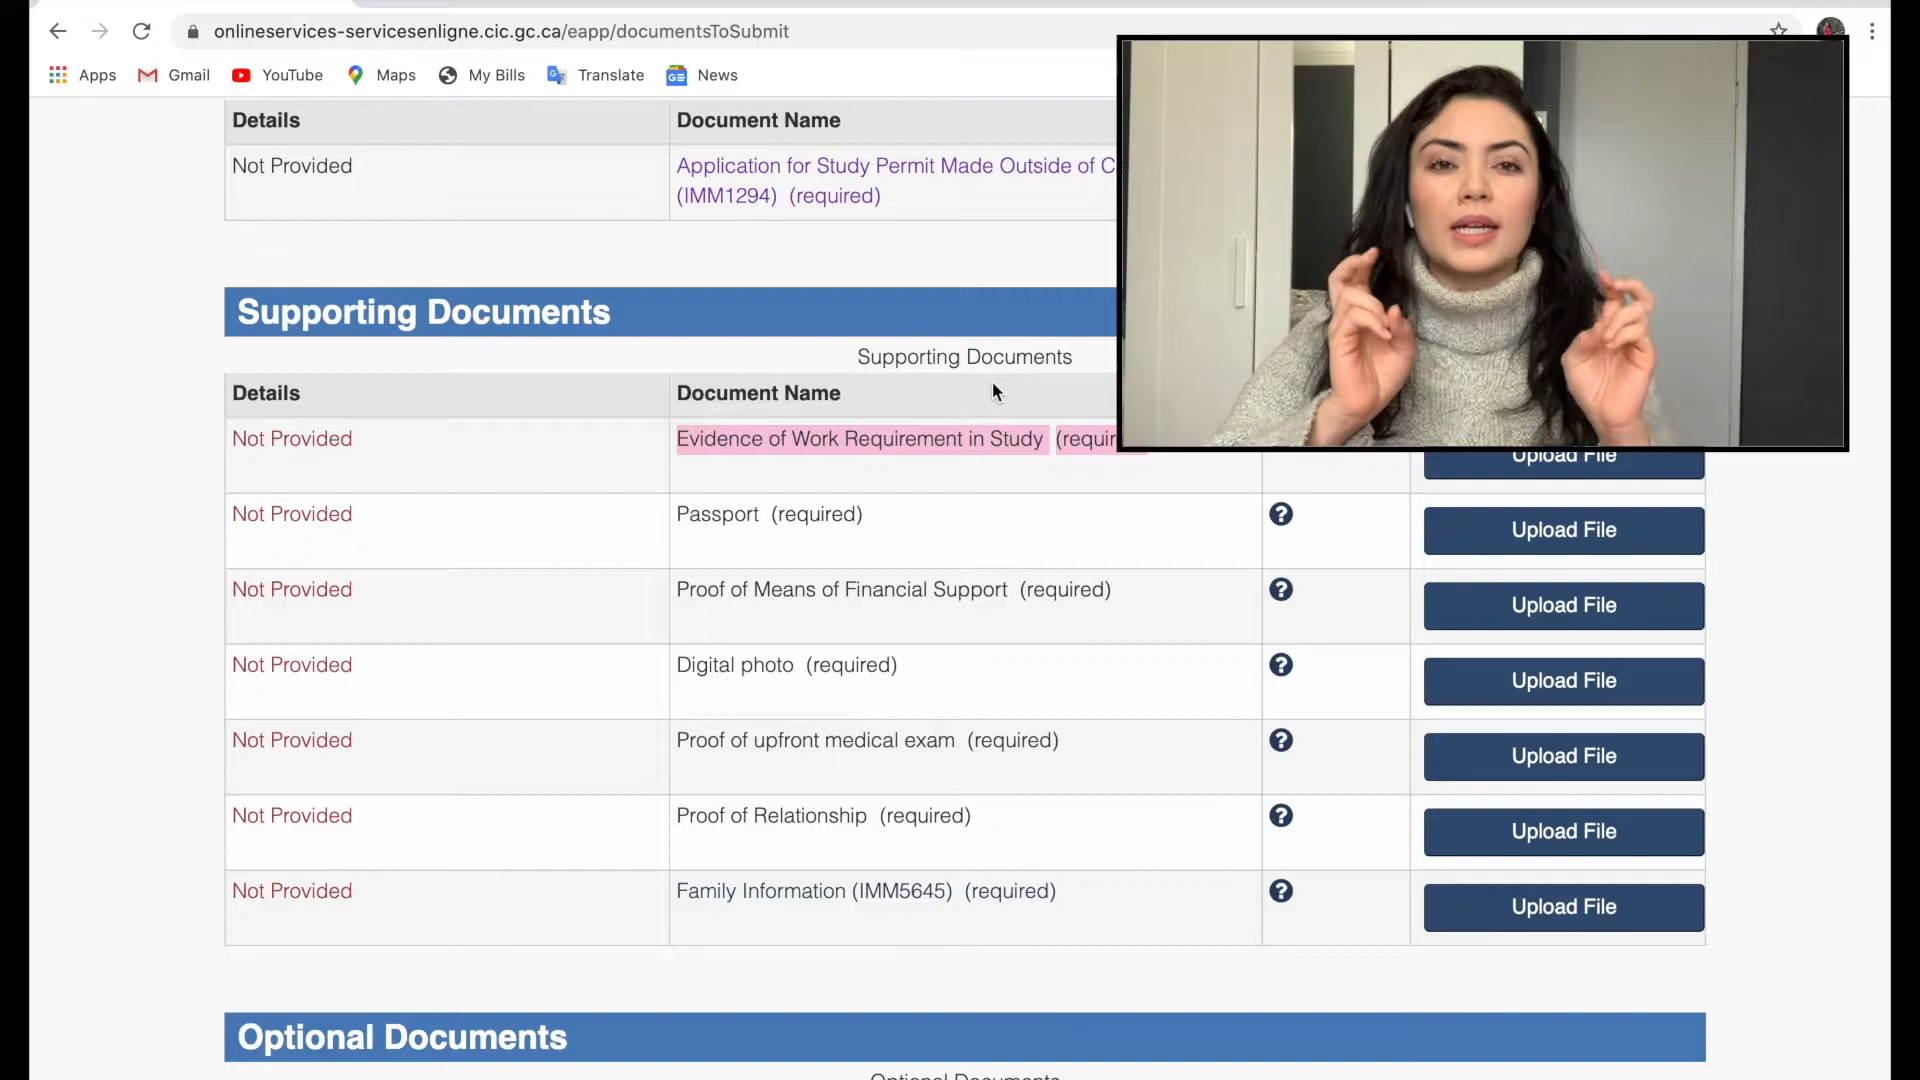 onlineservices-servicesenligne.cic.gc.ca/eapp/documentsToSubmit
Apps Gmail YouTube Maps My Bills Translate News
Details Document Name
Not Provided Application for Study Permit Made Outside of C
(IMM1294) (required)
Supporting Documents
Supporting Documents
Details Document Name
Not Provided Evidence of Work Requirement in Study (requir
Upload File
Not Provided Passport (required) ? Upload File
Not Provided Proof of Means of Financial Support (required) ? Upload File
Not Provided Digital photo (required) ? Upload File
Not Provided Proof of upfront medical exam (required) ? Upload File
Not Provided Proof of Relationship (required) ? Upload File
Not Provided Family Information (IMM5645) (required) ? Upload File
Optional Documents
Optional Documents